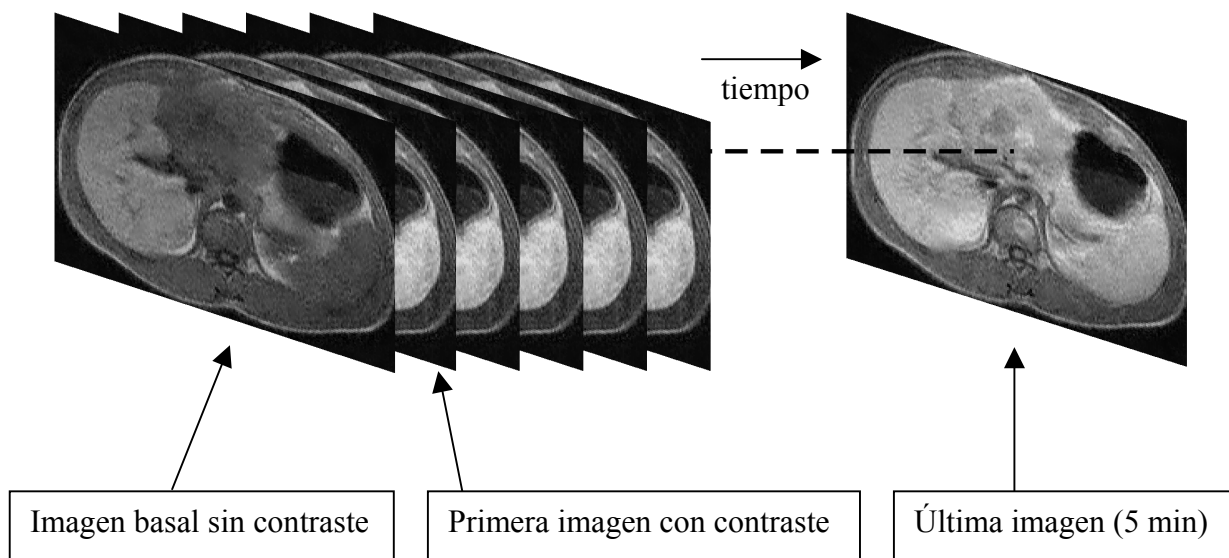 tiempo
Imagen basal sin contraste
Primera imagen con contraste
Última imagen (5 min)